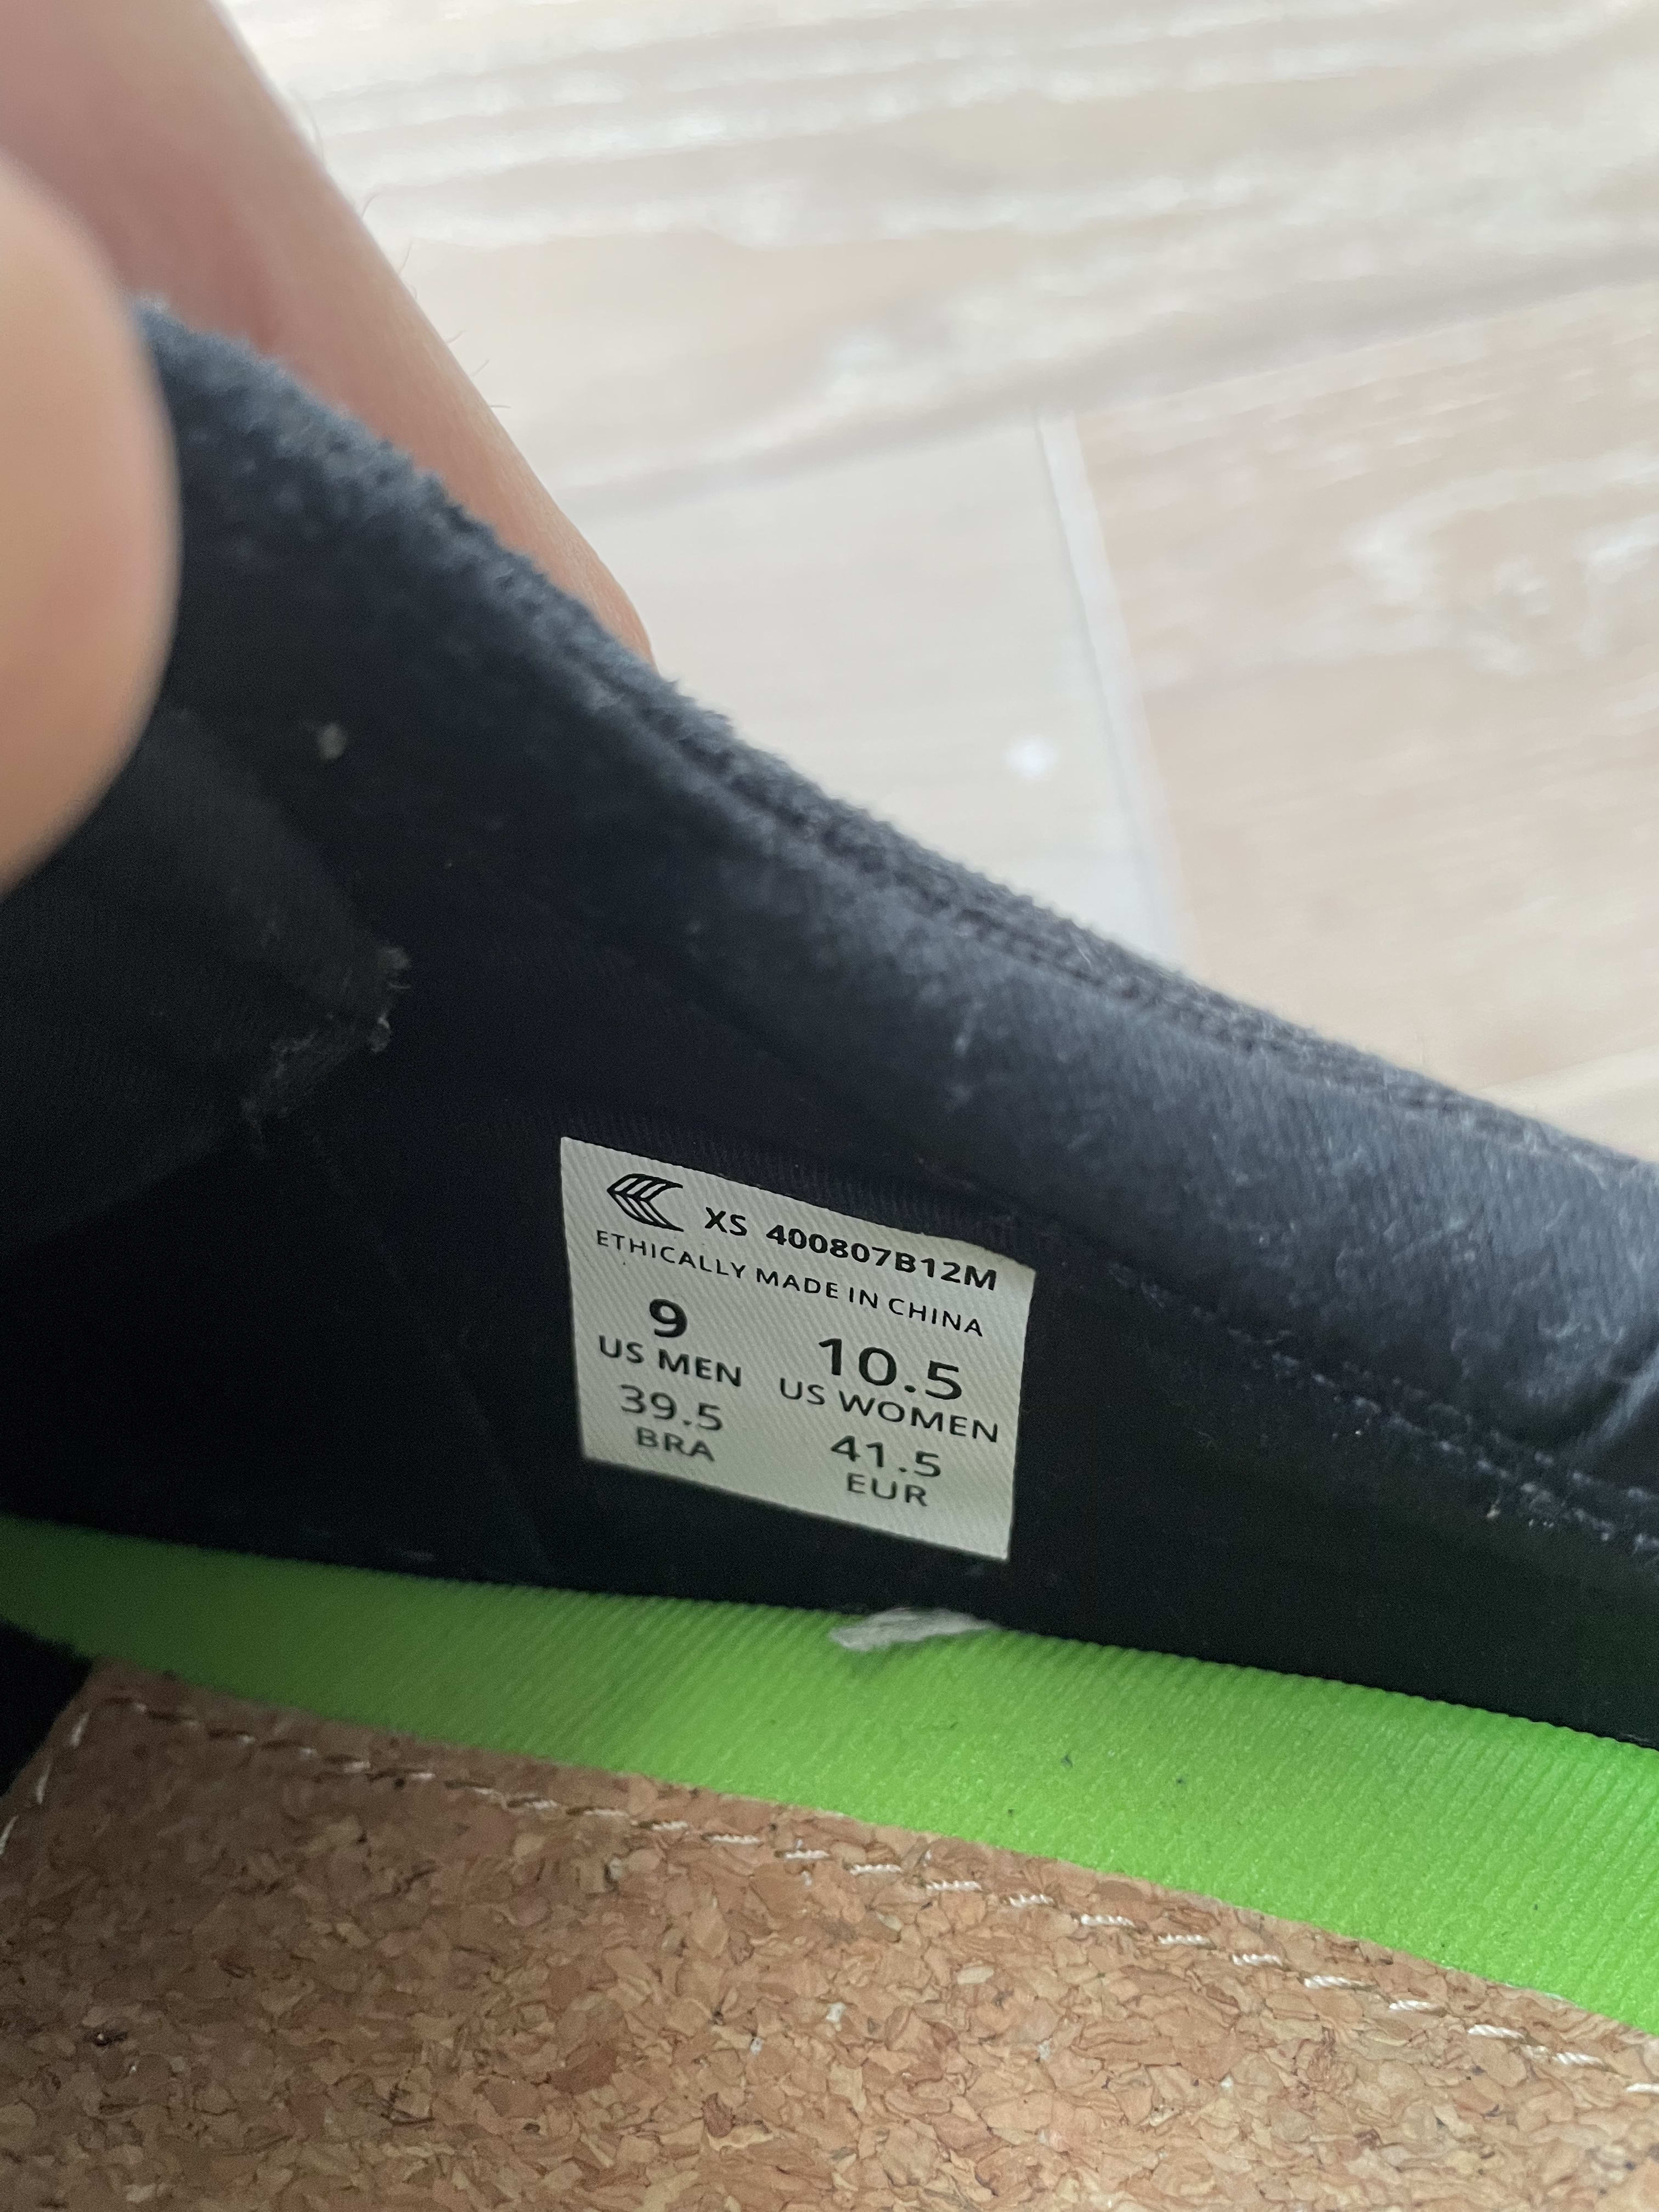 XS 400807B12M
ETHICALLY MADE IN CHINA
9
US MEN
10.5
US WOMEN
39.5
BRA
41.5
EUR